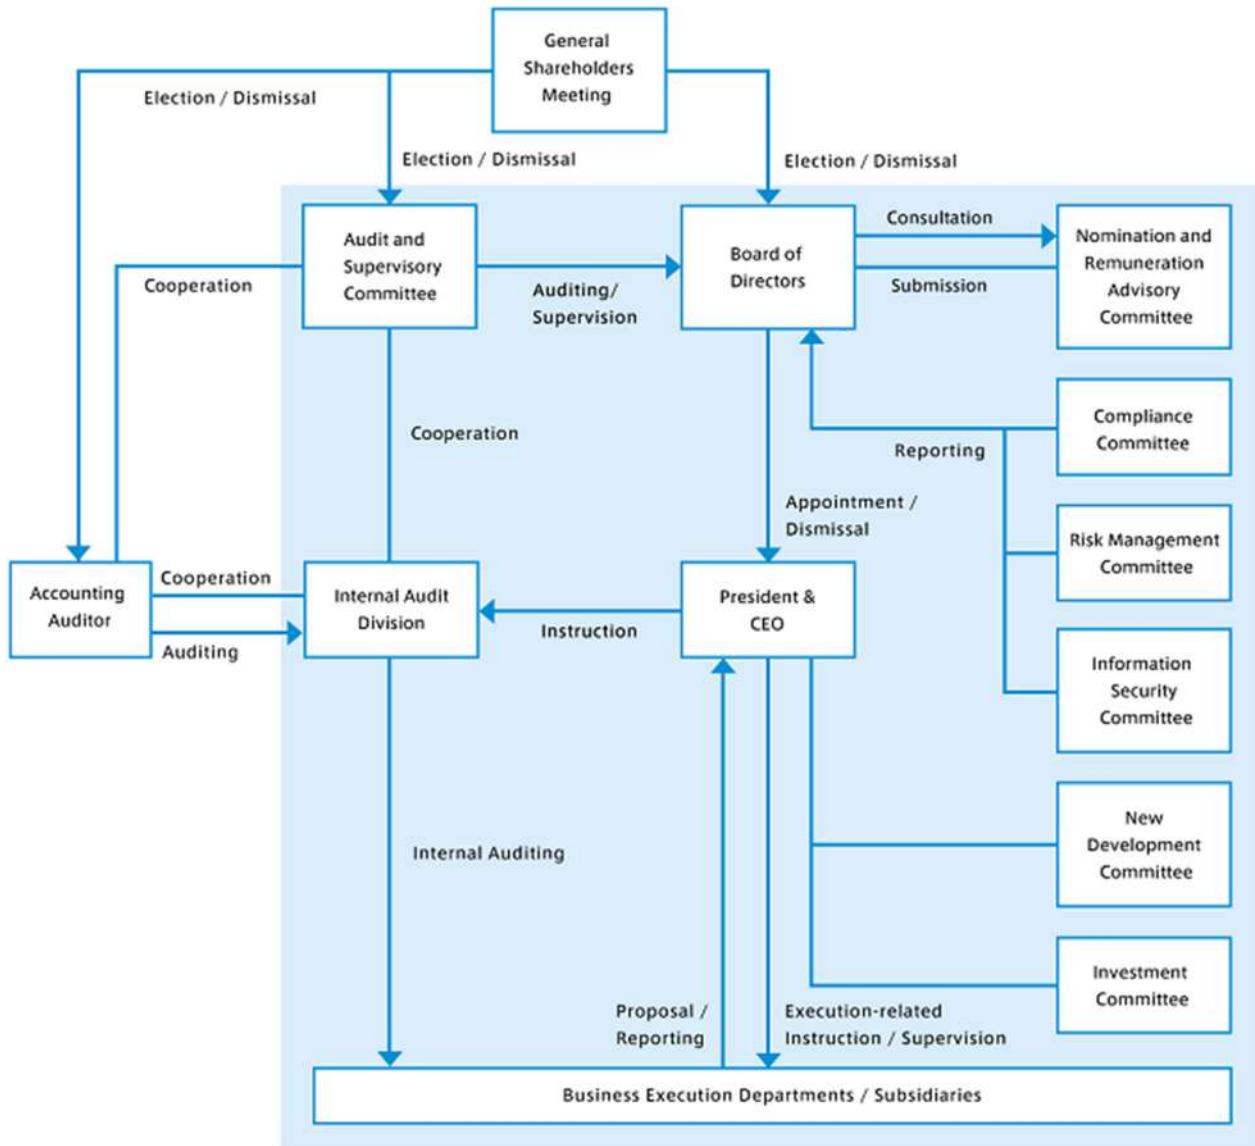 General
Shareholders
Meeting
Election / Dismissal
Election / Dismissal
Election / Dismissal
Audit and
Supervisory
Committee
Board of
Directors
Consultation
Submission
Nomination and
Remuneration
Advisory
Committee
Cooperation
Auditing/
Supervision
Compliance
Committee
Cooperation
Reporting
Appointment /
Dismissal
Risk Management
Committee
Accounting
Auditor
Cooperation
Auditing
Internal Audit
Division
Instruction
President &
CEO
Information
Security
Committee
New
Development
Committee
Internal Auditing
Investment
Committee
Proposal /
Reporting
Execution-related
Instruction / Supervision
Business Execution Departments / Subsidiaries